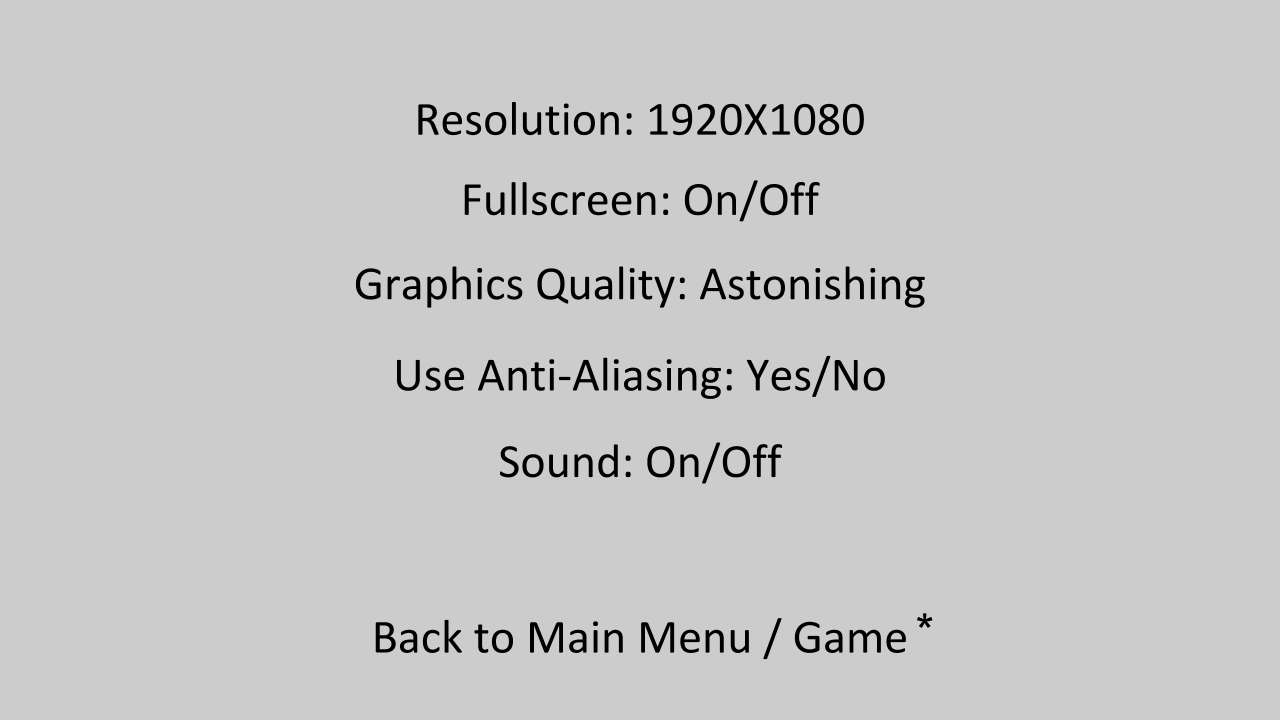 Resolution: 1920X1080
Fullscreen: On/Off
Graphics Quality: Astonishing
Use Anti-Aliasing: Yes/No
Sound: On/Off
Back to Main Menu / Game *